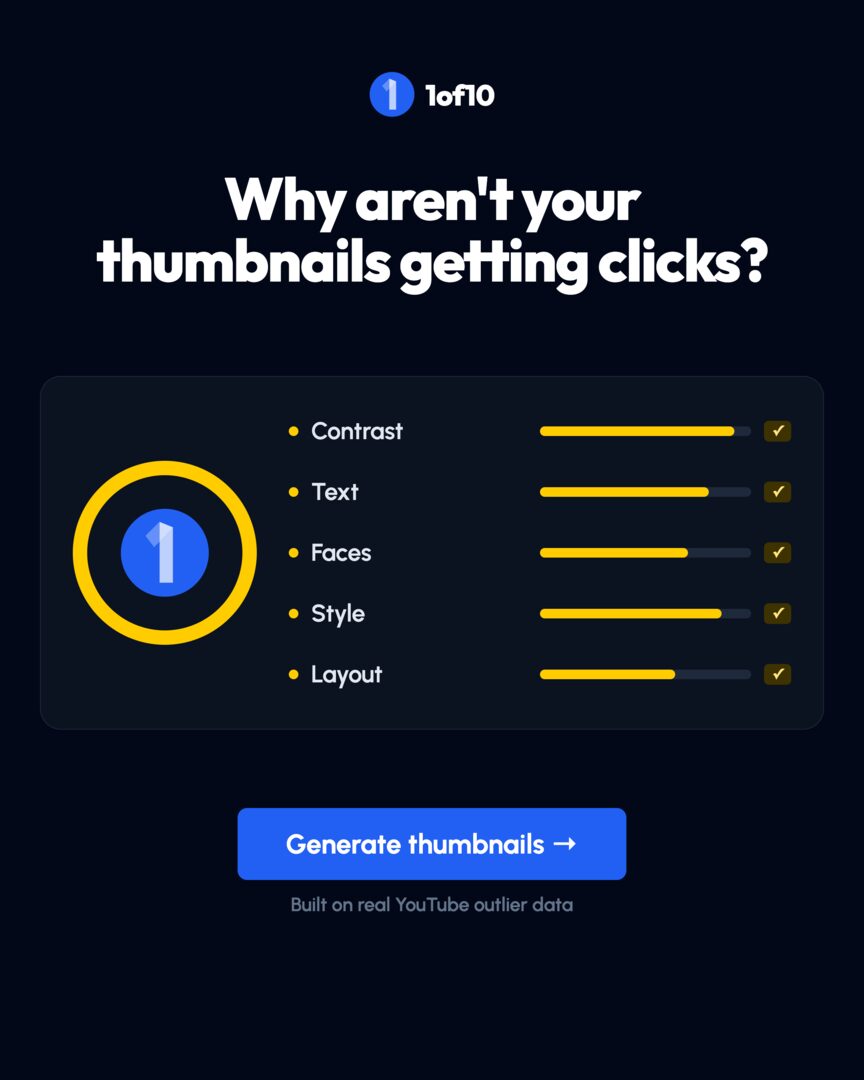 1of10
Why aren't your
thumbnails getting clicks?
Contrast ✓
Text ✓
Faces ✓
1
Style ✓
Layout ✓
Generate thumbnails →
Built on real YouTube outlier data